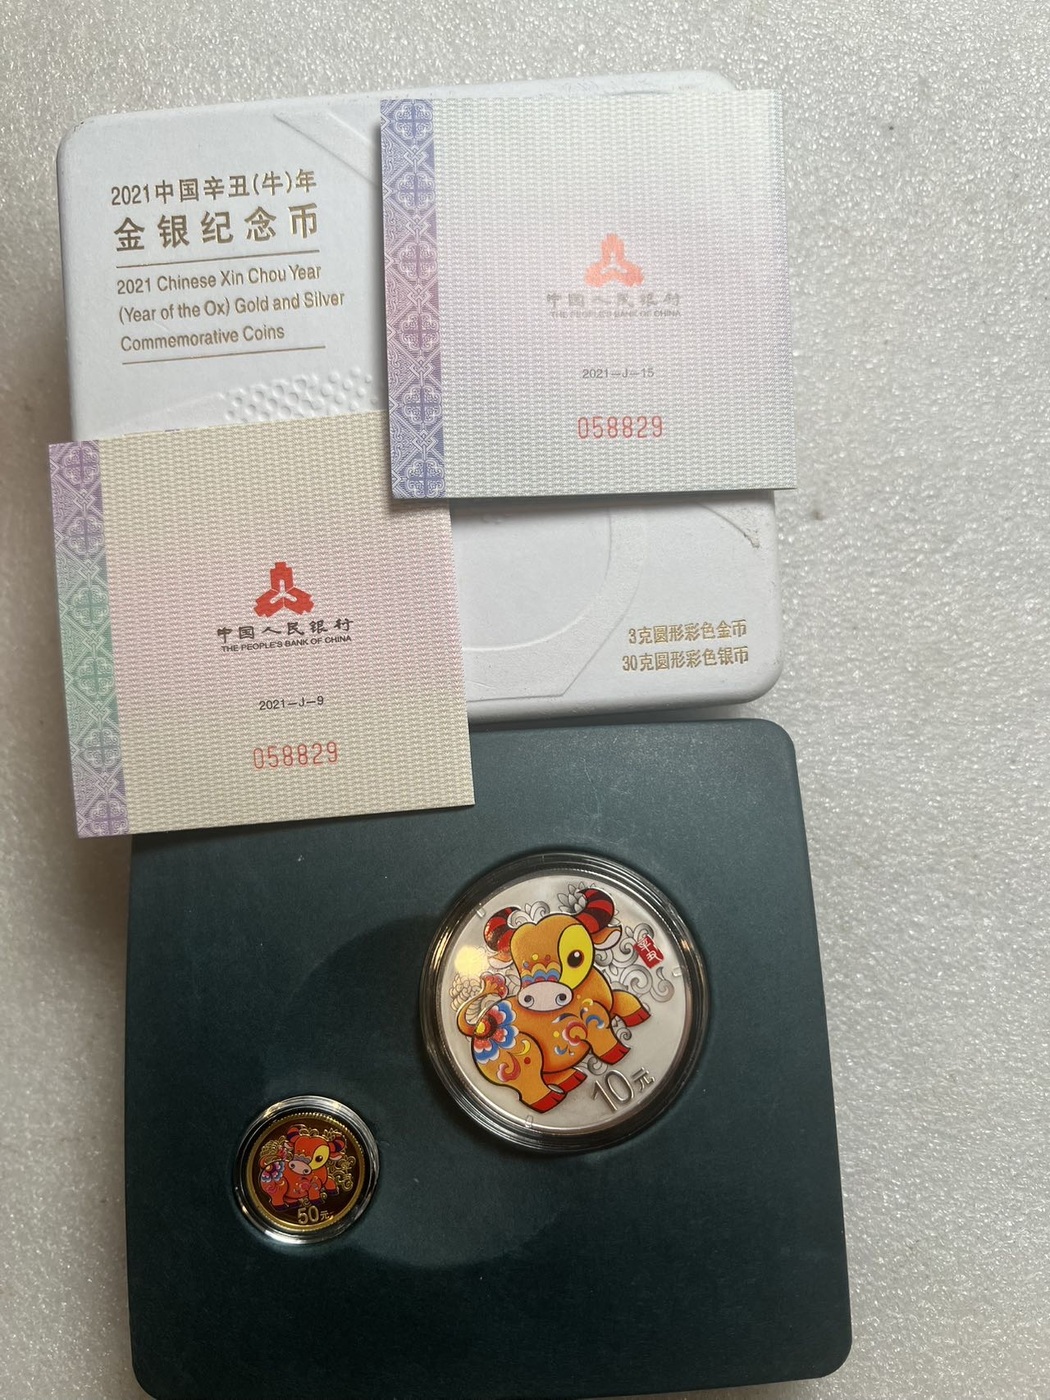 2021中国辛丑(牛)年
金银纪念币
2021 Chinese Xin Chou Year
(Year of the Ox) Gold and Silver
Commemorative Coins
中国人民银行
THE PEOPLE'S BANK OF CHINA
2021-J-15
058829
中国人民银行
THE PEOPLE'S BANK OF CHINA
2021-J-9
058829
3克圆形彩色金币
30克圆形彩色银币
辛丑
10元
50元